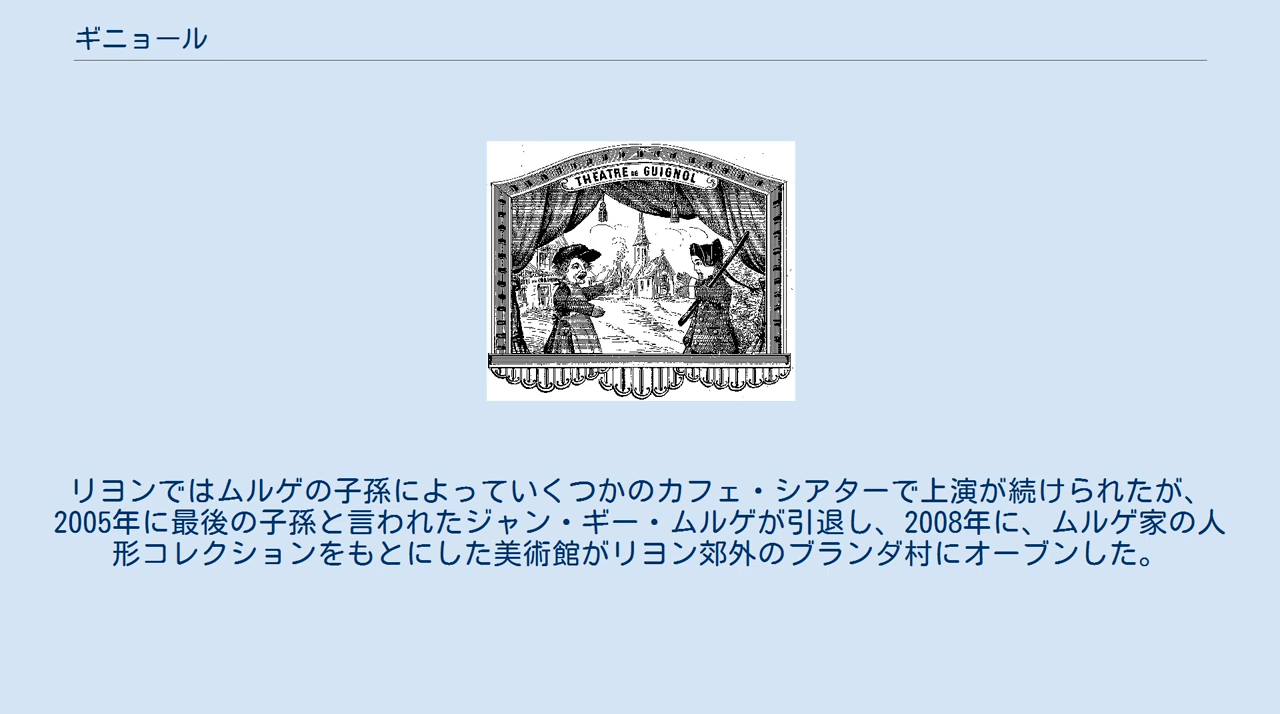 ギニョール
THEATRE DE GUIGNOL
リヨンではムルゲの子孫によっていくつかのカフェ・シアターで上演が続けられたが、
2005年に最後の子孫と言われたジャン・ギー・ムルゲが引退し、2008年に、ムルゲ家の人
形コレクションをもとにした美術館がリヨン郊外のブランダ村にオープンした。